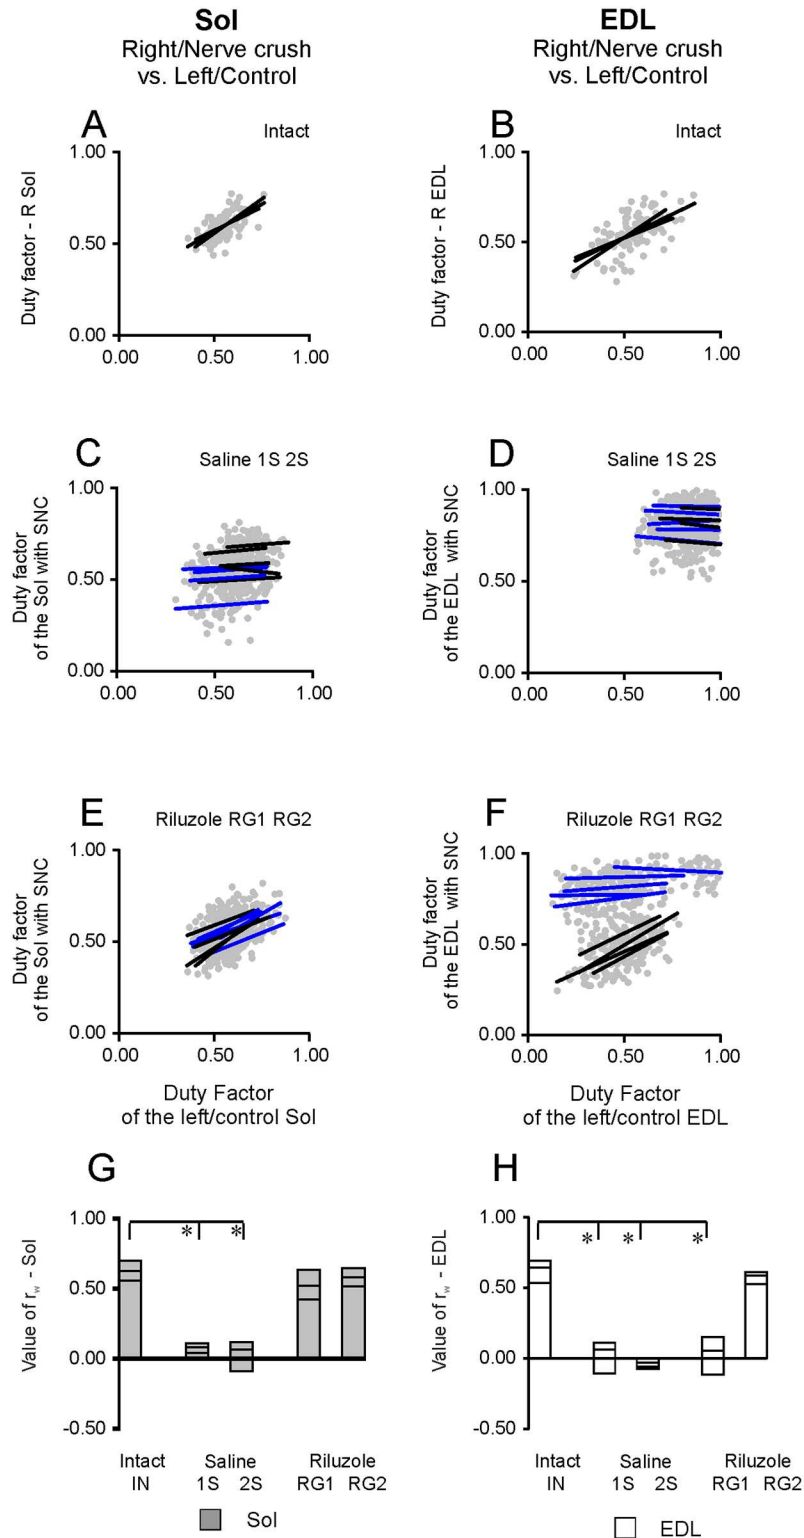 Sol
Right/Nerve crush
vs. Left/Control
EDL
Right/Nerve crush
vs. Left/Control
A
Intact
Duty factor - R Sol
1.00
0.50
0.00
0.00 0.50 1.00
B
Intact
Duty factor - R EDL
1.00
0.50
0.00
0.00 0.50 1.00
C
Saline 1S 2S
Duty factor
of the Sol with SNC
1.00
0.50
0.00
0.00 0.50 1.00
D
Saline 1S 2S
Duty factor
of the EDL with SNC
1.00
0.50
0.00
0.00 0.50 1.00
E
Riluzole RG1 RG2
Duty factor
of the Sol with SNC
1.00
0.50
0.00
0.00 0.50 1.00
Duty Factor
of the left/control Sol
F
Riluzole RG1 RG2
Duty factor
of the EDL with SNC
1.00
0.50
0.00
0.00 0.50 1.00
Duty Factor
of the left/control EDL
G
Value of rw - Sol
1.00
0.50
0.00
-0.50
* *
Intact Saline Riluzole
IN 1S 2S RG1 RG2
Sol
H
Value of rw - EDL
1.00
0.50
0.00
-0.50
* * *
Intact Saline Riluzole
IN 1S 2S RG1 RG2
EDL